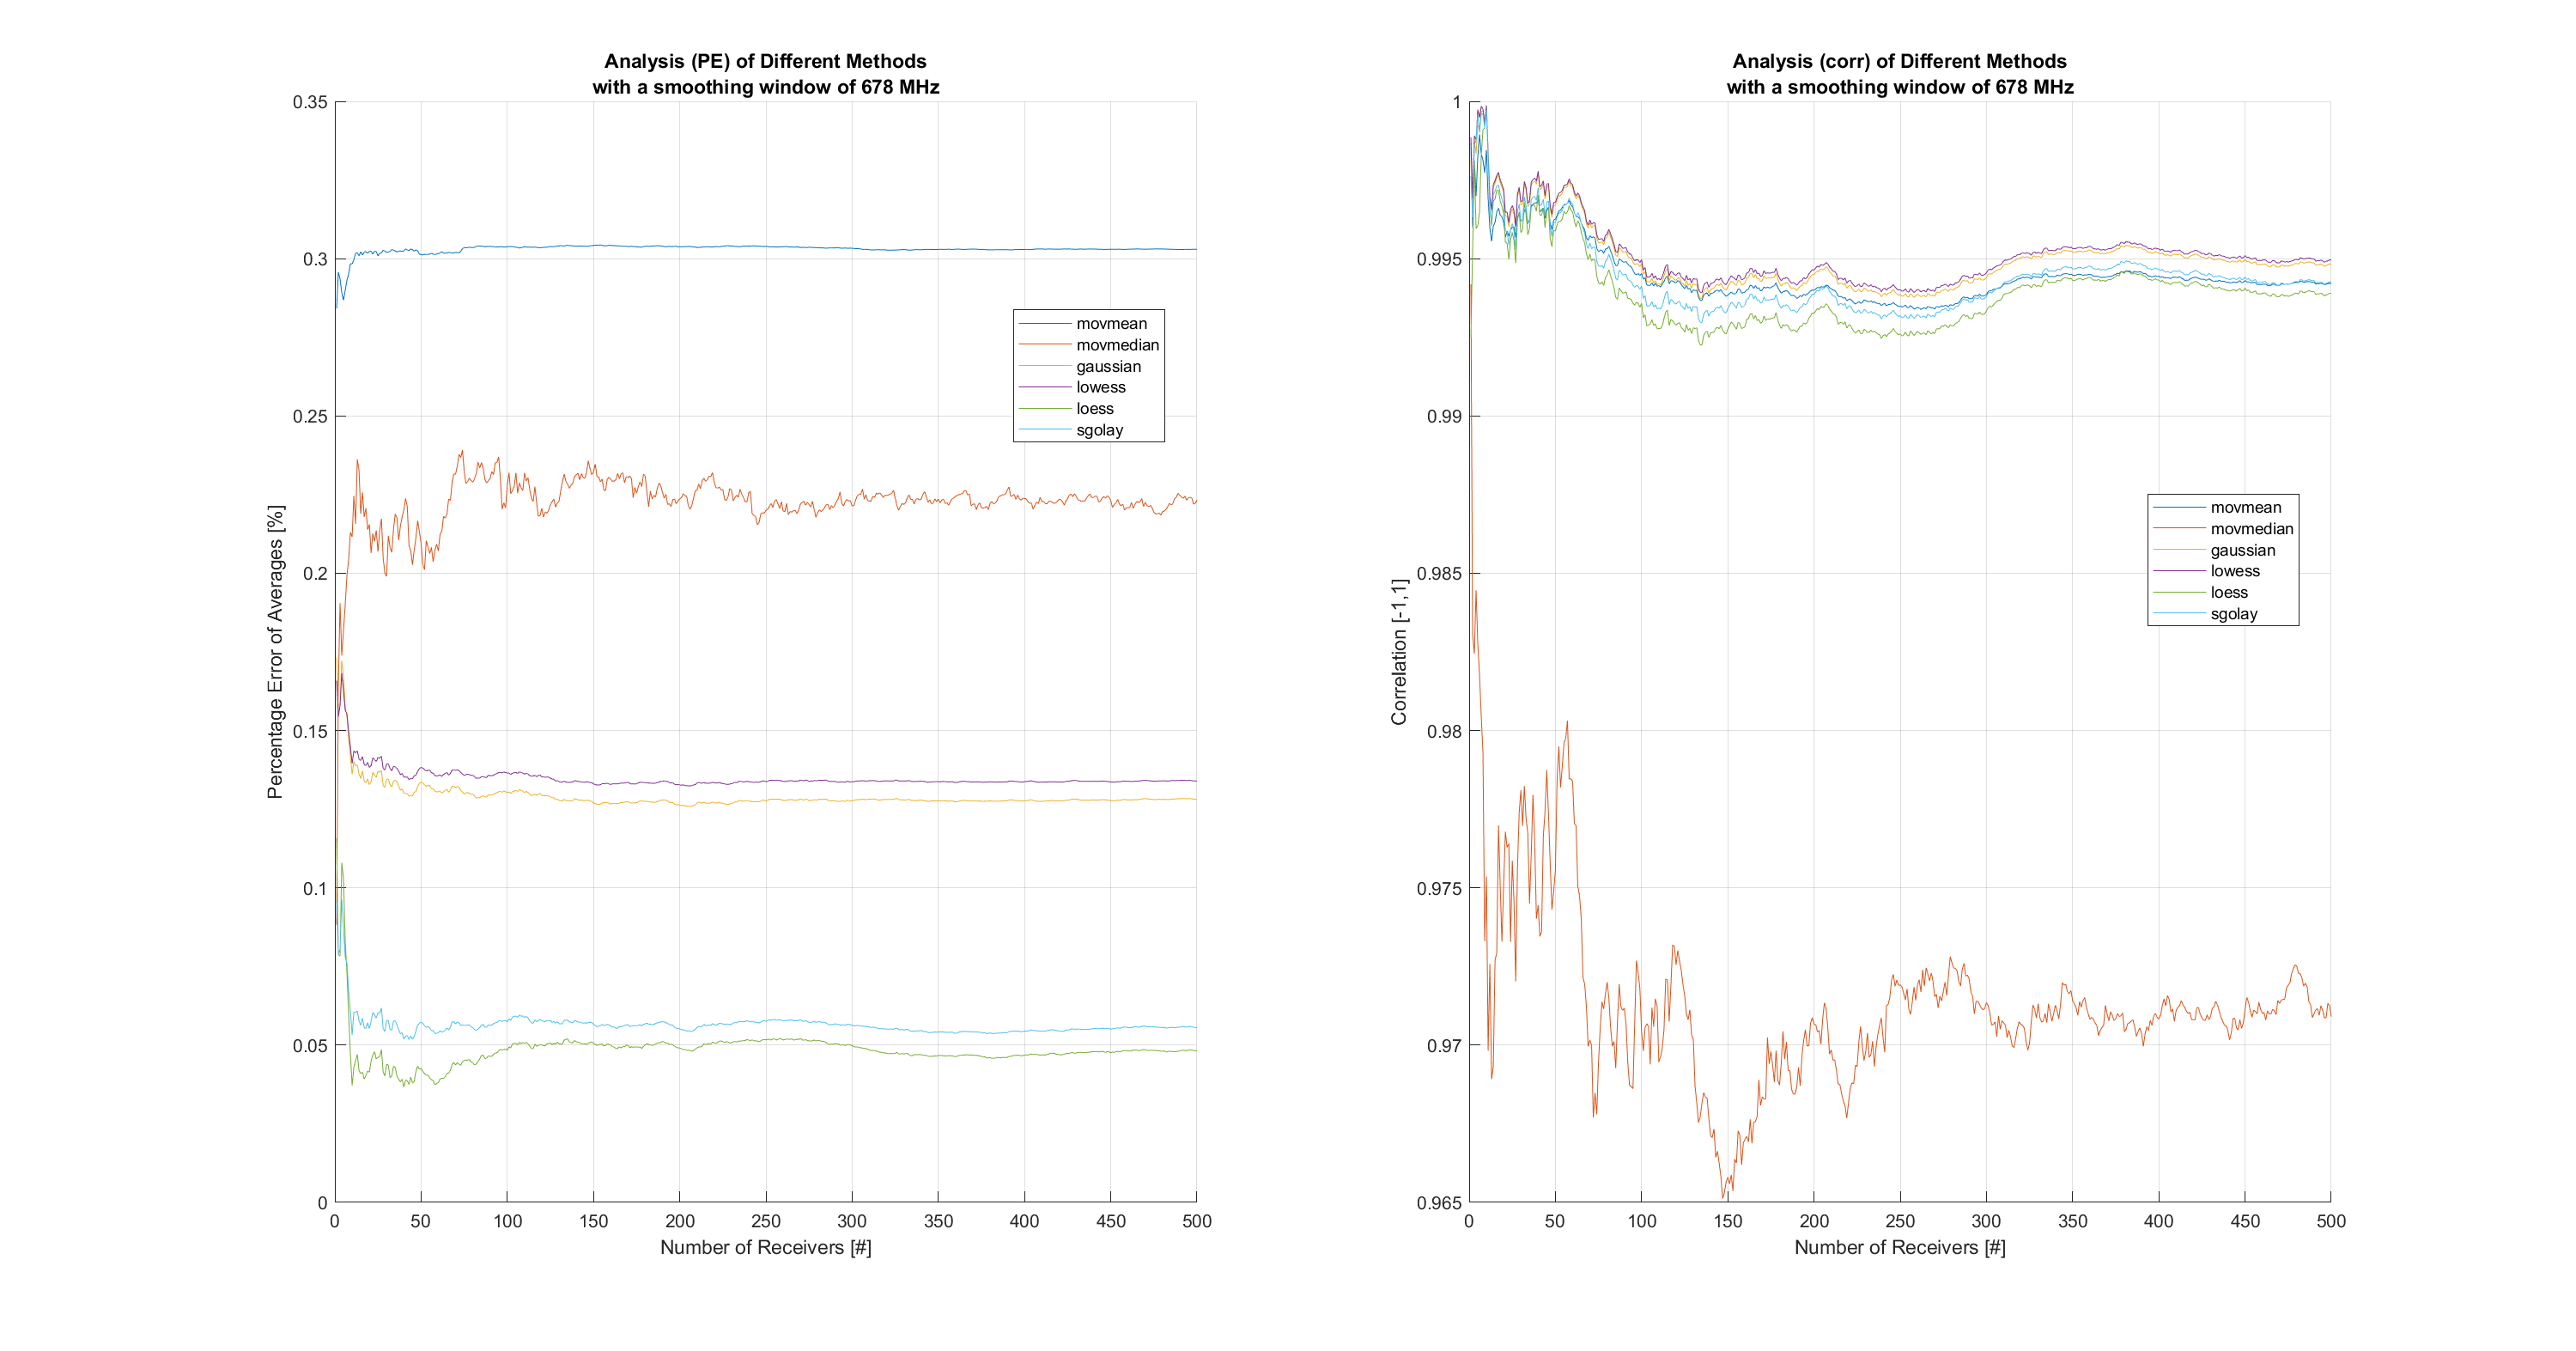 Analysis (PE) of Different Methods
with a smoothing window of 678 MHz
0.35
0.3
0.25
0.2
0.15
0.1
0.05
0
Percentage Error of Averages [%]
movmean
movmedian
gaussian
lowess
loess
sgolay
0 50 100 150 200 250 300 350 400 450 500
Number of Receivers [#]
Analysis (corr) of Different Methods
with a smoothing window of 678 MHz
1
0.995
0.99
0.985
0.98
0.975
0.97
0.965
Correlation [-1,1]
movmean
movmedian
gaussian
lowess
loess
sgolay
0 50 100 150 200 250 300 350 400 450 500
Number of Receivers [#]